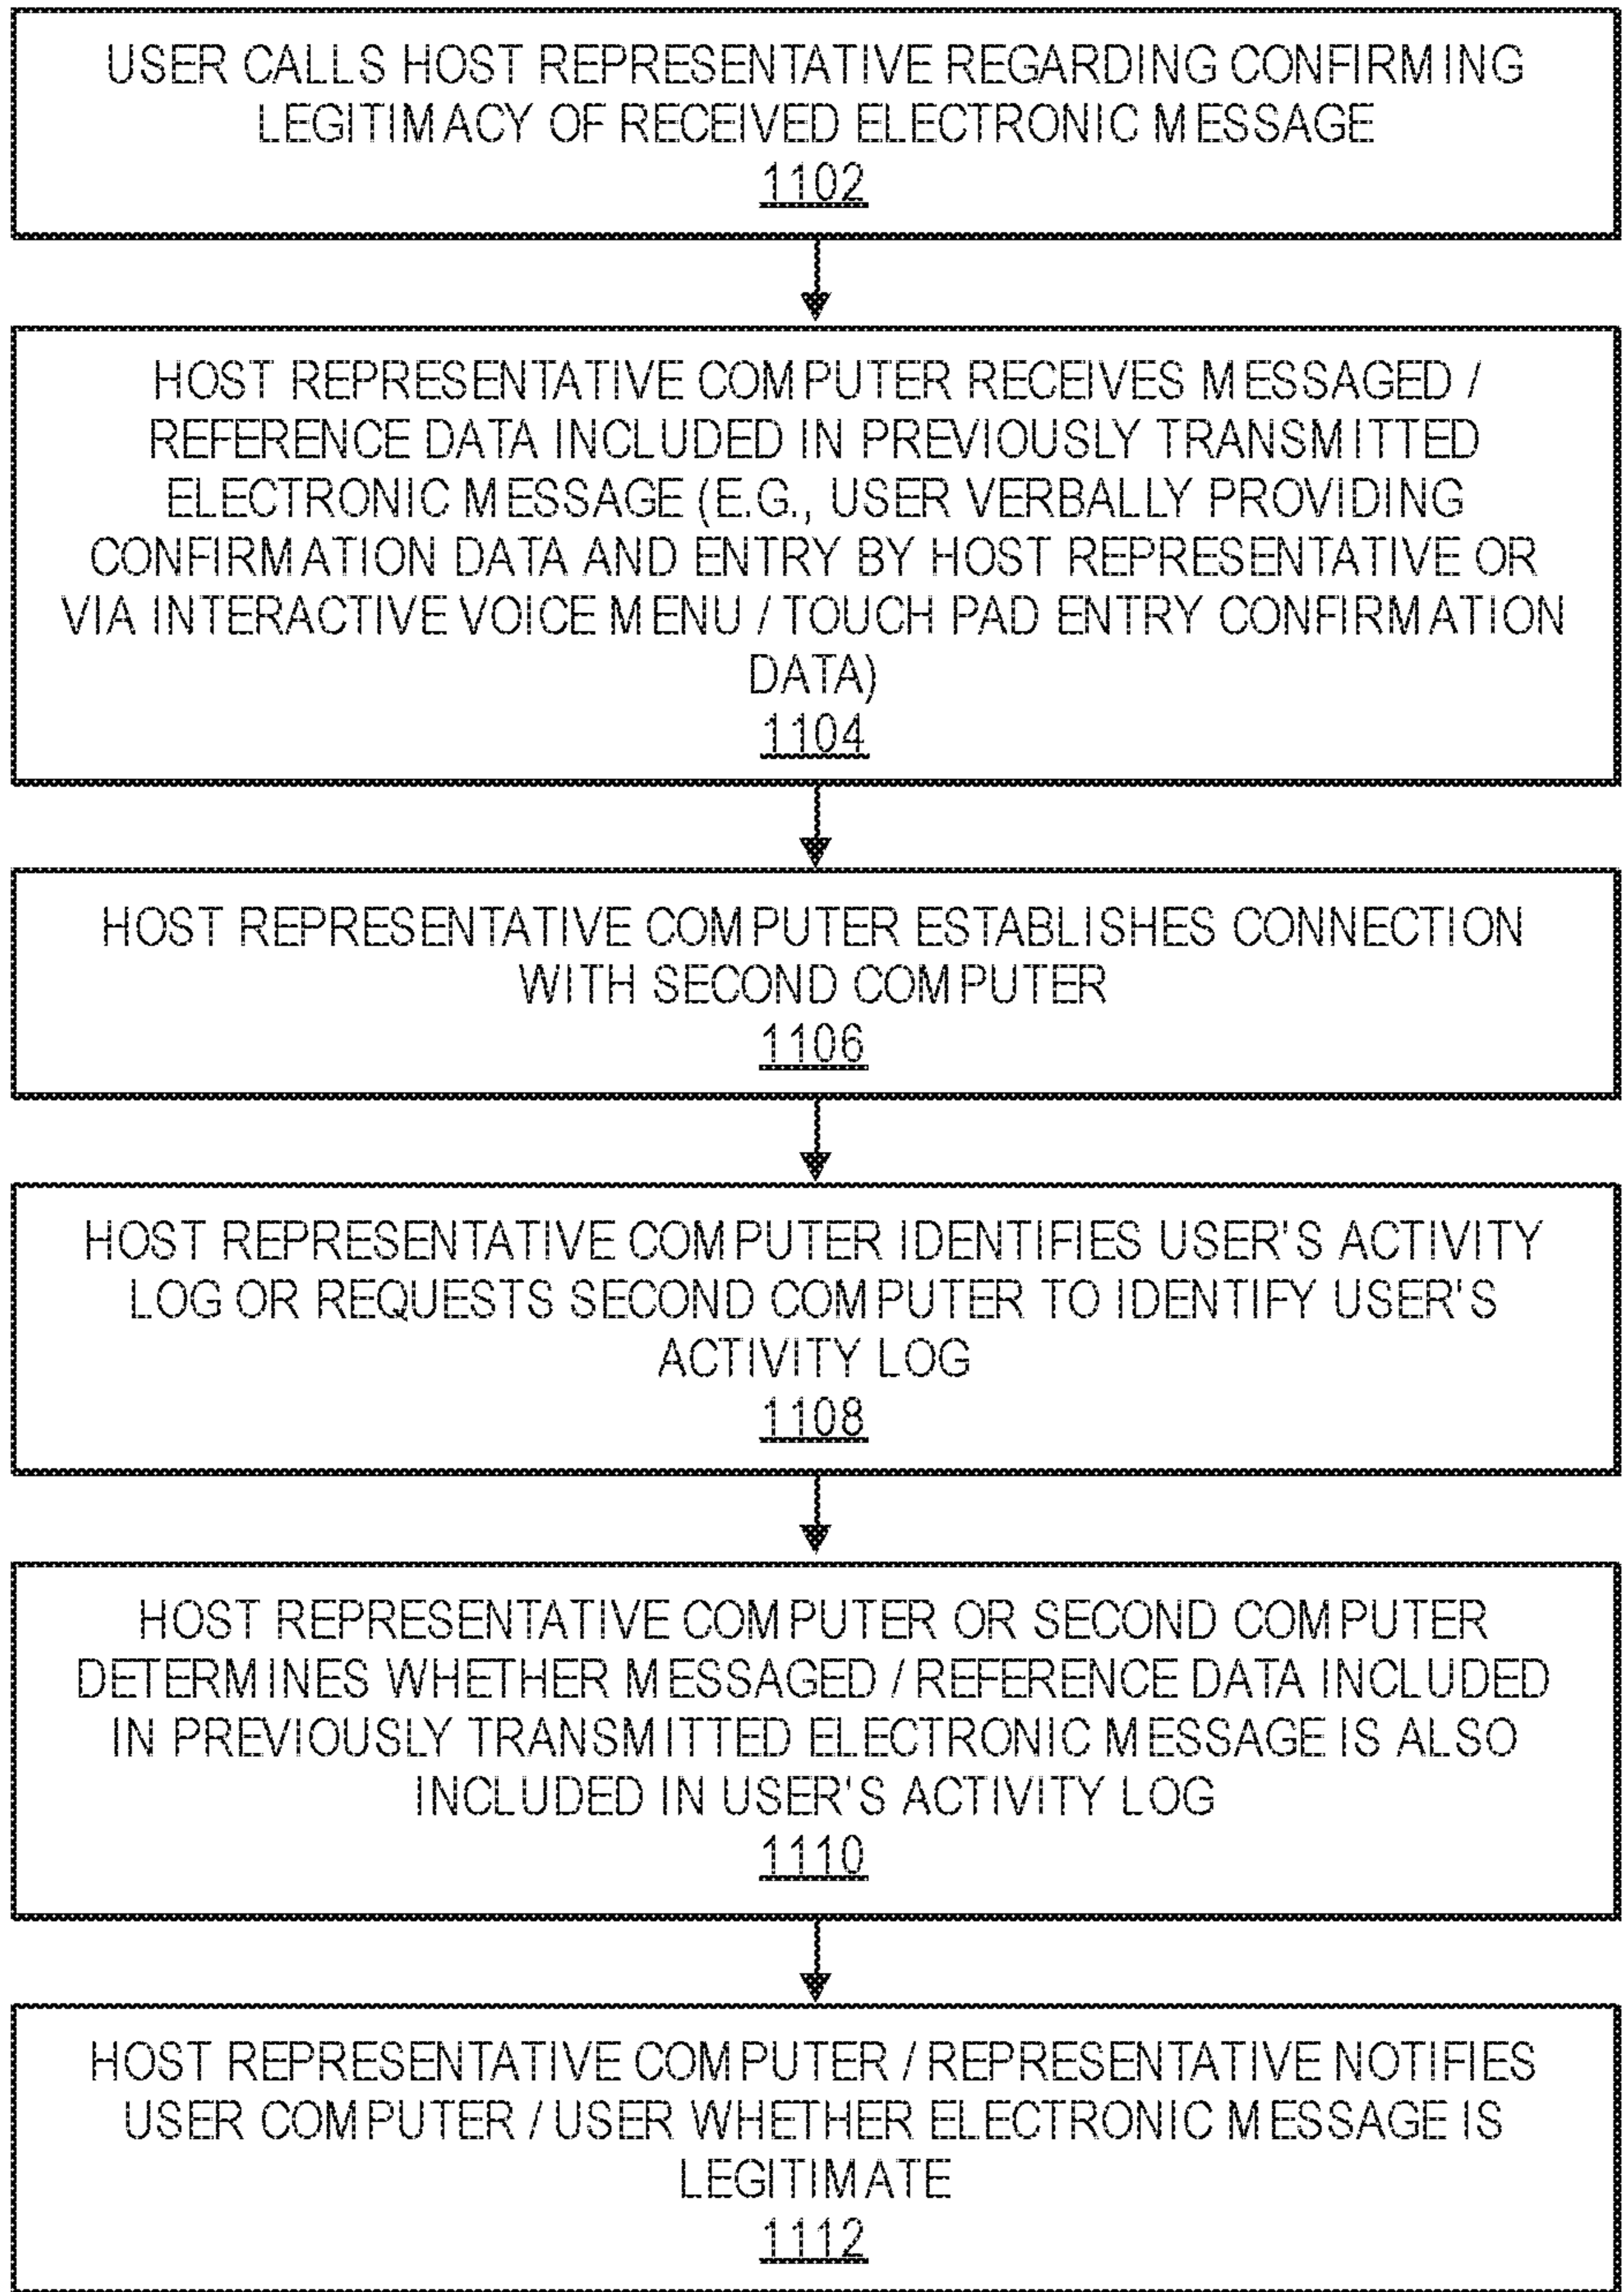 USER CALLS HOST REPRESENTATIVE REGARDING CONFIRMING
LEGITIMACY OF RECEIVED ELECTRONIC MESSAGE
1102
HOST REPRESENTATIVE COMPUTER RECEIVES MESSAGED /
REFERENCE DATA INCLUDED IN PREVIOUSLY TRANSMITTED
ELECTRONIC MESSAGE (E.G., USER VERBALLY PROVIDING
CONFIRMATION DATA AND ENTRY BY HOST REPRESENTATIVE OR
VIA INTERACTIVE VOICE MENU / TOUCH PAD ENTRY CONFIRMATION
DATA)
1104
HOST REPRESENTATIVE COMPUTER ESTABLISHES CONNECTION
WITH SECOND COMPUTER
1106
HOST REPRESENTATIVE COMPUTER IDENTIFIES USER'S ACTIVITY
LOG OR REQUESTS SECOND COMPUTER TO IDENTIFY USER'S
ACTIVITY LOG
1108
HOST REPRESENTATIVE COMPUTER OR SECOND COMPUTER
DETERMINES WHETHER MESSAGED / REFERENCE DATA INCLUDED
IN PREVIOUSLY TRANSMITTED ELECTRONIC MESSAGE IS ALSO
INCLUDED IN USER'S ACTIVITY LOG
1110
HOST REPRESENTATIVE COMPUTER / REPRESENTATIVE NOTIFIES
USER COMPUTER / USER WHETHER ELECTRONIC MESSAGE IS
LEGITIMATE
1112